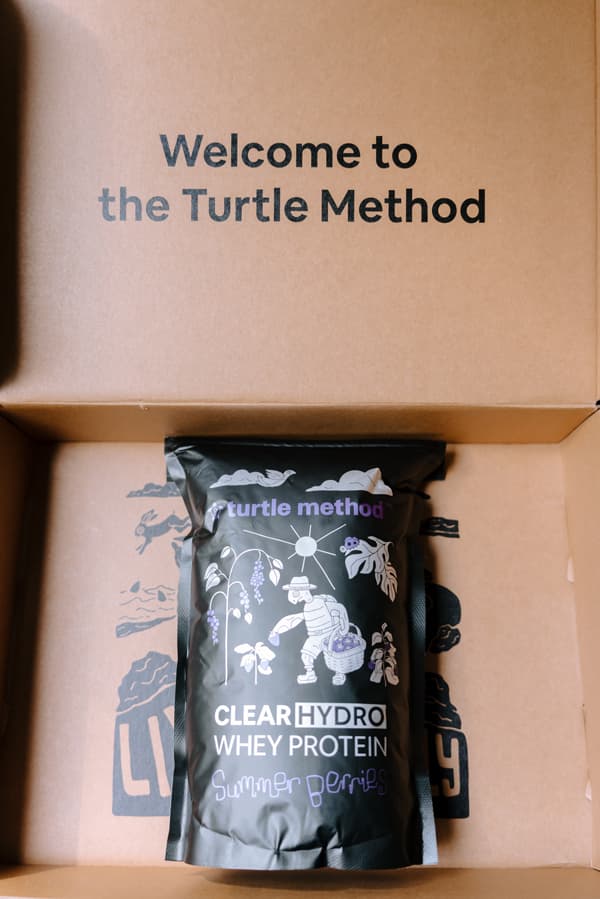 Welcome to
the Turtle Method
turtle method
CLEAR HYDRO
WHEY PROTEIN
Summer Berries